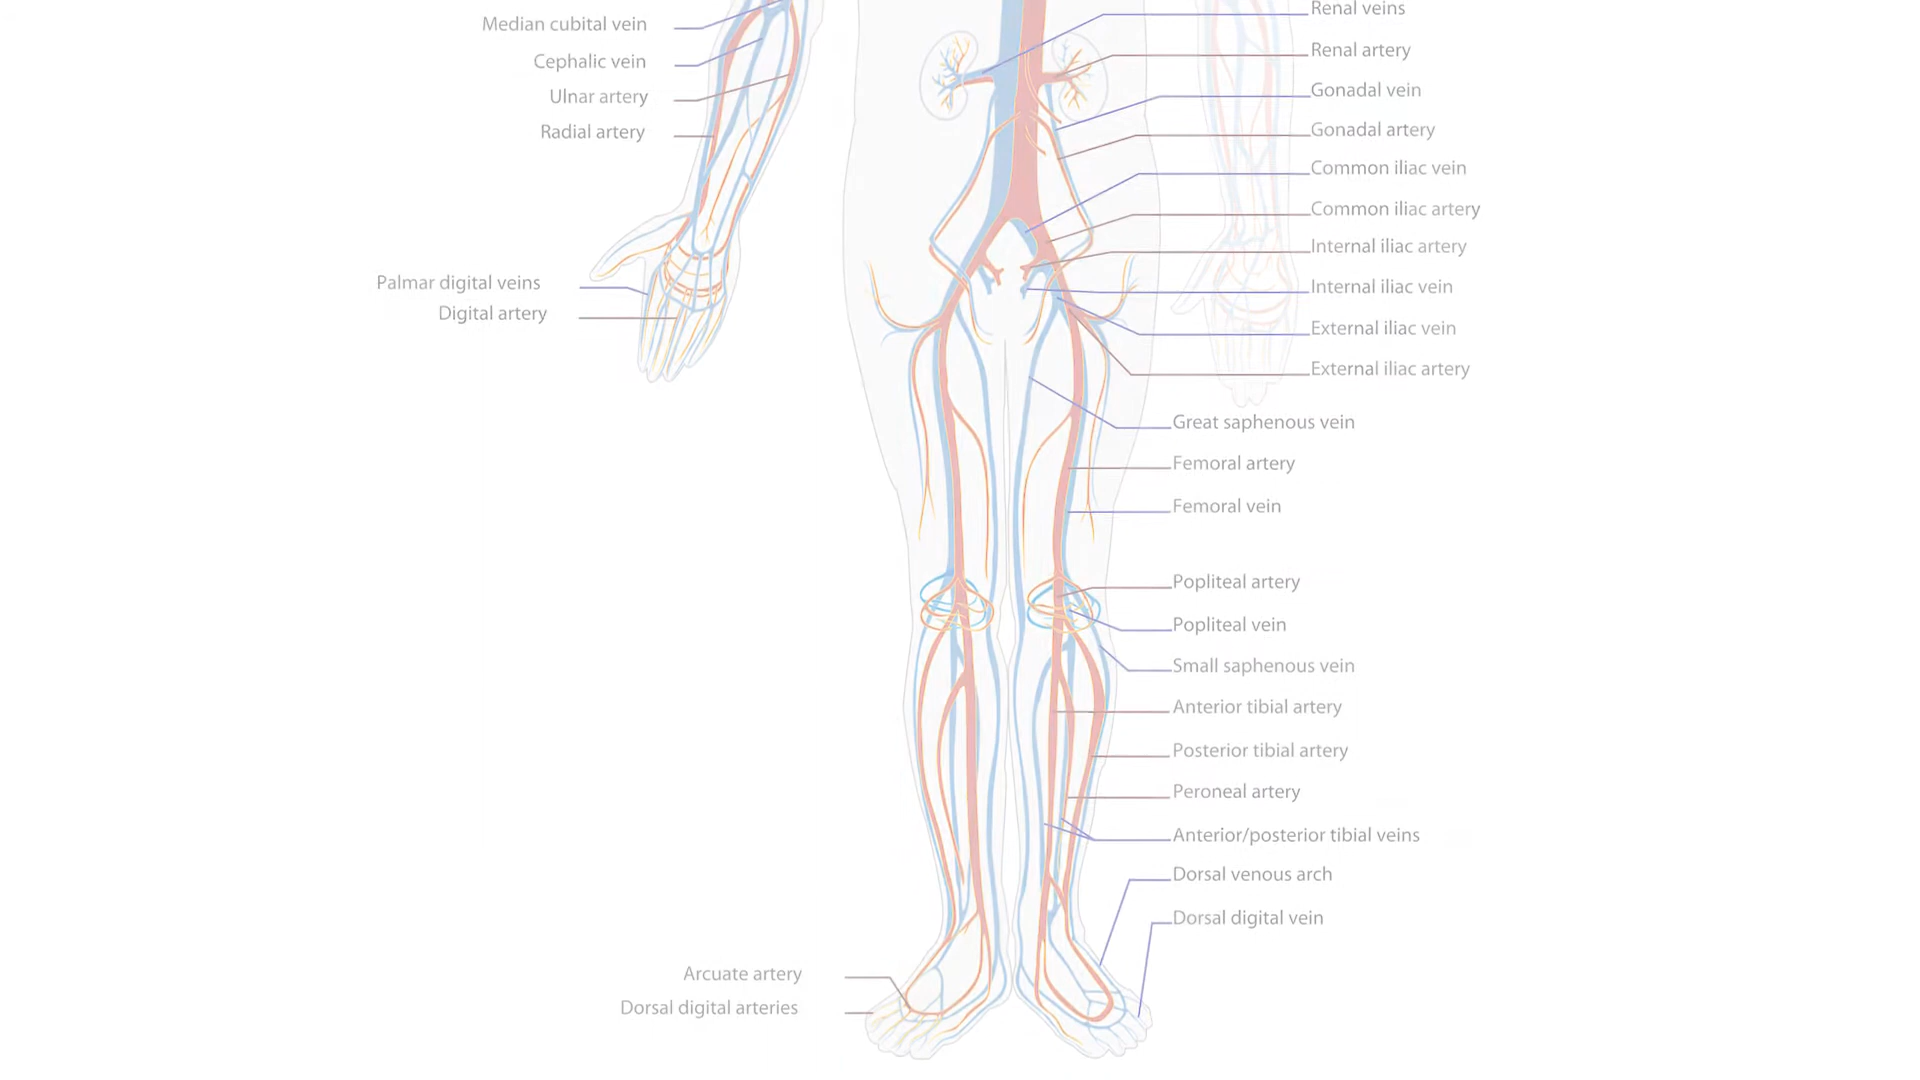 Median cubital vein
Cephalic vein
Ulnar artery
Radial artery
Palmar digital veins
Digital artery
Renal veins
Renal artery
Gonadal vein
Gonadal artery
Common iliac vein
Common iliac artery
Internal iliac artery
Internal iliac vein
External iliac vein
External iliac artery
Great saphenous vein
Femoral artery
Femoral vein
Popliteal artery
Popliteal vein
Small saphenous vein
Anterior tibial artery
Posterior tibial artery
Peroneal artery
Anterior/posterior tibial veins
Dorsal venous arch
Dorsal digital vein
Arcuate artery
Dorsal digital arteries